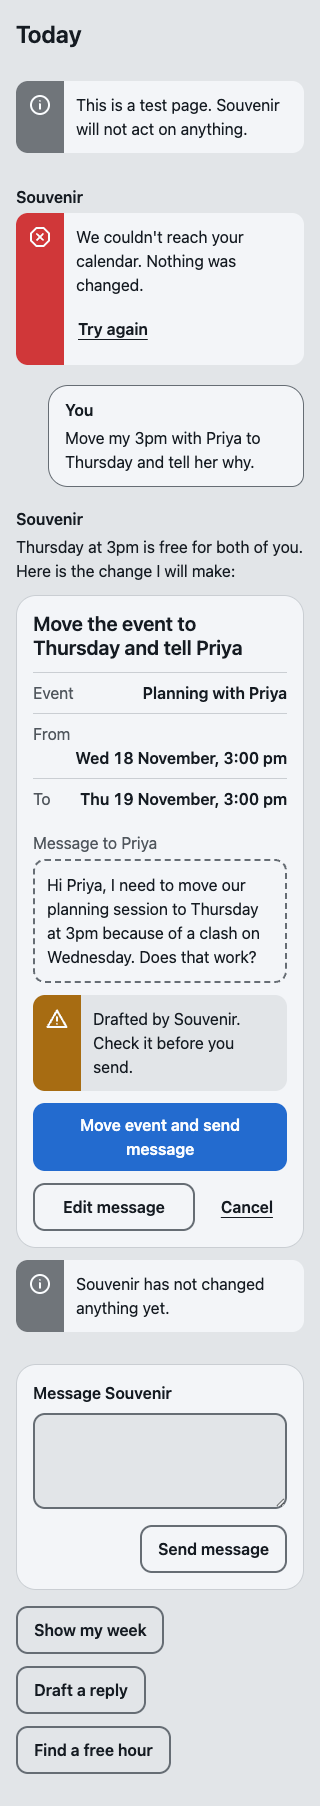 Today
This is a test page. Souvenir
will not act on anything.
Souvenir
We couldn't reach your
calendar. Nothing was
changed.
Try again
You
Move my 3pm with Priya to
Thursday and tell her why.
Souvenir
Thursday at 3pm is free for both of you.
Here is the change I will make:
Move the event to
Thursday and tell Priya
Event Planning with Priya
From
Wed 18 November, 3:00 pm
To Thu 19 November, 3:00 pm
Message to Priya
Hi Priya, I need to move our
planning session to Thursday
at 3pm because of a clash on
Wednesday. Does that work?
Drafted by Souvenir.
Check it before you
send.
Move event and send
message
Edit message Cancel
Souvenir has not changed
anything yet.
Message Souvenir
Send message
Show my week
Draft a reply
Find a free hour